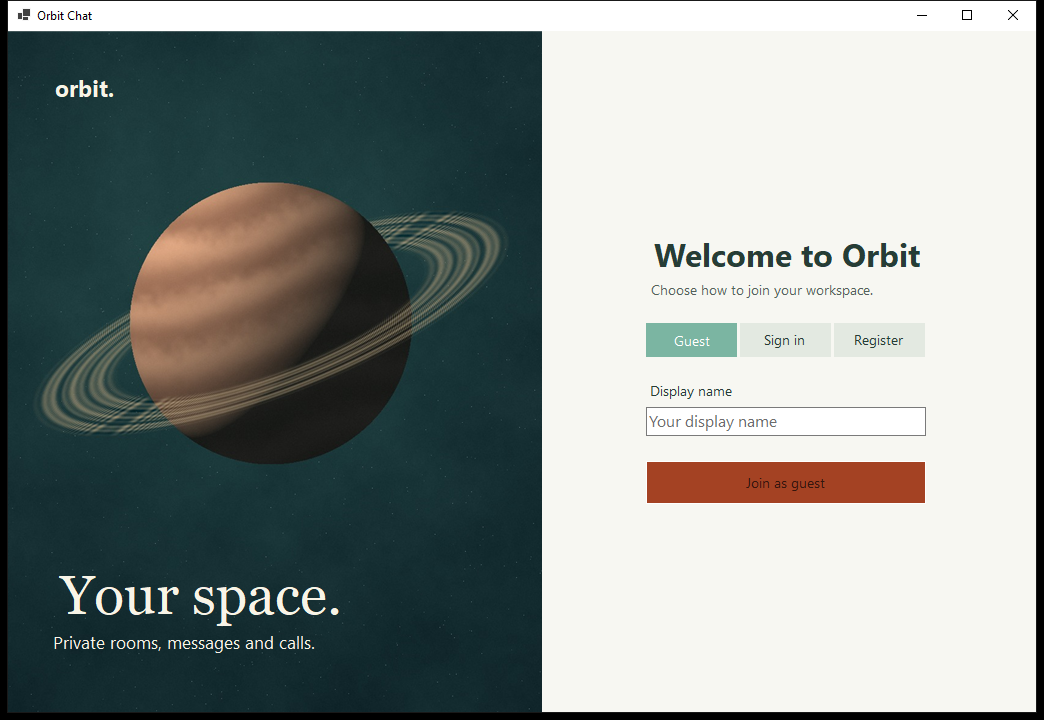 Orbit Chat
orbit.
Your space.
Private rooms, messages and calls.
Welcome to Orbit
Choose how to join your workspace.
Guest Sign in Register
Display name
Your display name
Join as guest